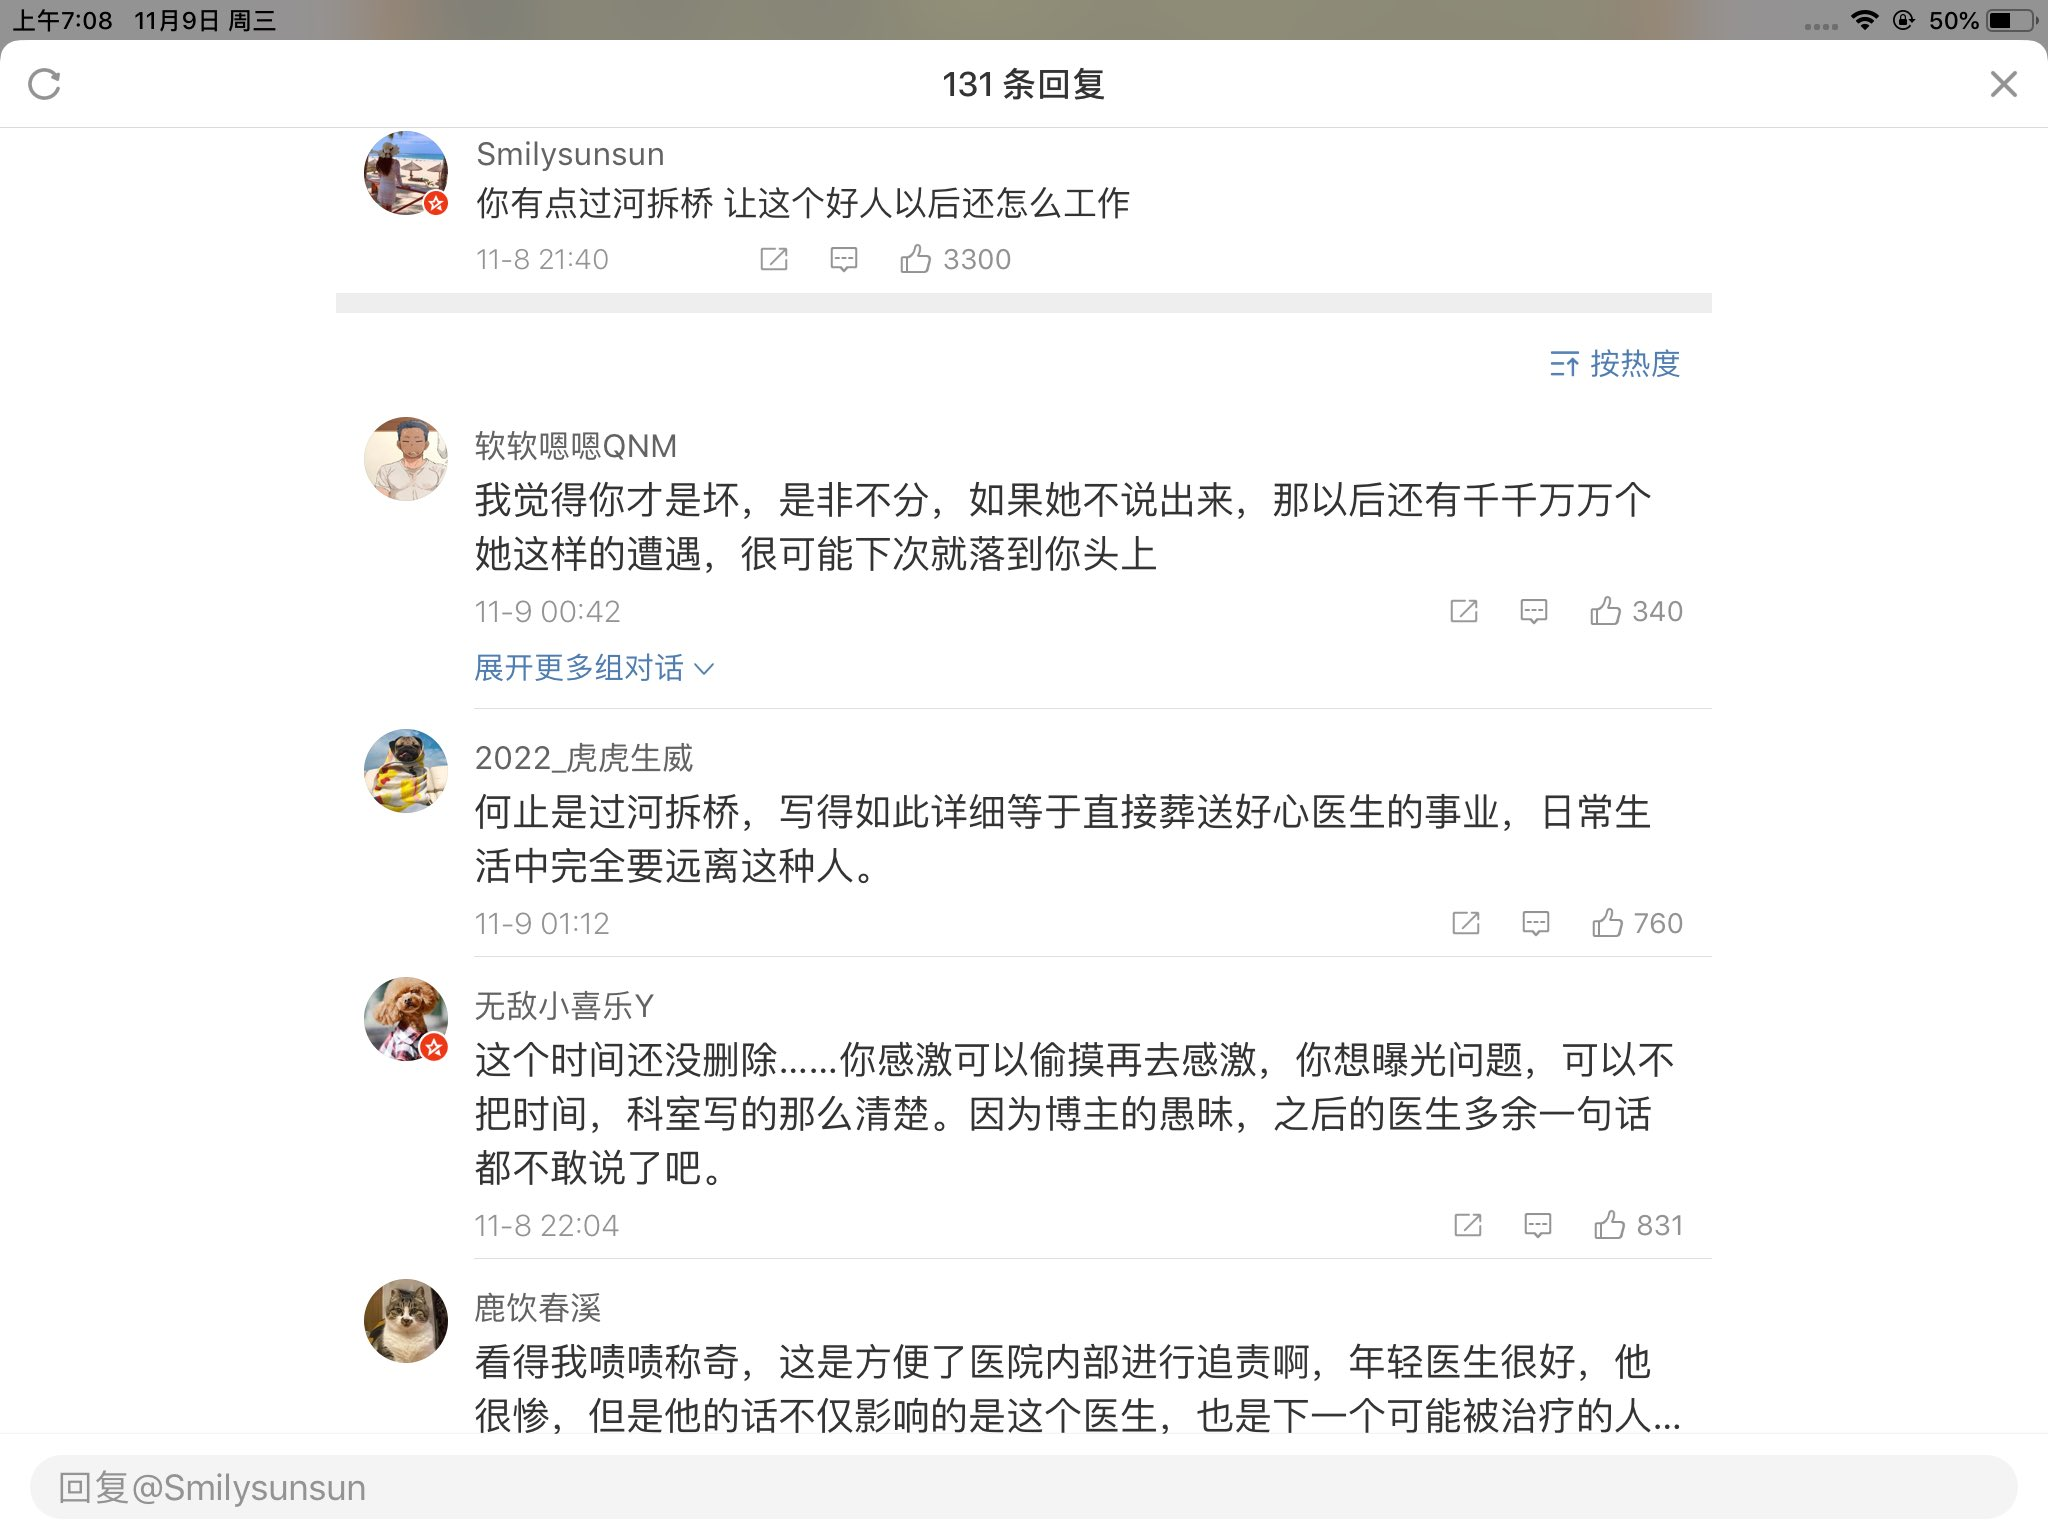 上午7:08 11月9日 周三
50%
131 条回复
Smilysunsun
你有点过河拆桥 让这个好人以后还怎么工作
11-8 21:40
3300
按热度
软软嗯嗯QNM
我觉得你才是坏，是非不分，如果她不说出来，那以后还有千千万万个
她这样的遭遇，很可能下次就落到你头上
11-9 00:42
340
展开更多组对话
2022_虎虎生威
何止是过河拆桥，写得如此详细等于直接葬送好心医生的事业，日常生
活中完全要远离这种人。
11-9 01:12
760
无敌小喜乐Y
这个时间还没删除……你感激可以偷摸再去感激，你想曝光问题，可以不
把时间，科室写的那么清楚。因为博主的愚昧，之后的医生多余一句话
都不敢说了吧。
11-8 22:04
831
鹿饮春溪
看得我啧啧称奇，这是方便了医院内部进行追责啊，年轻医生很好，他
很惨，但是他的话不仅影响的是这个医生，也是下一个可能被治疗的人...
回复@Smilysunsun